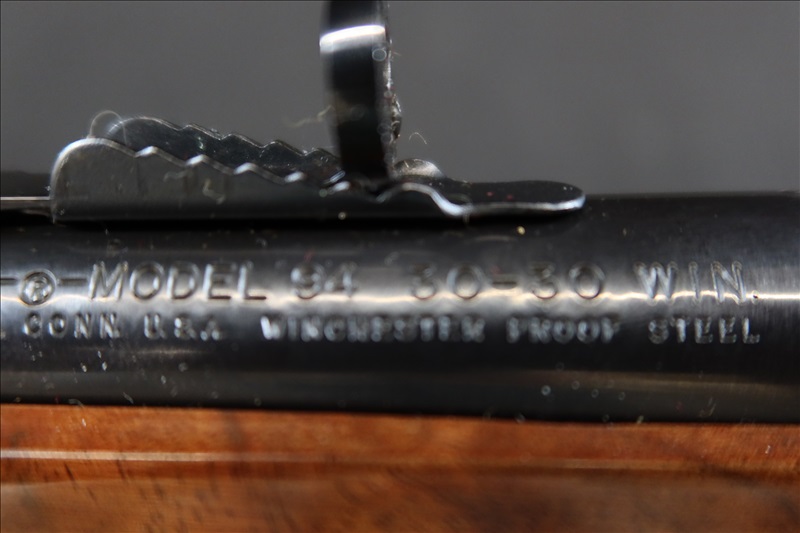 -®-MODEL 94 30-30 WIN.
CONN. U.S.A. WINCHESTER PROOF STEEL